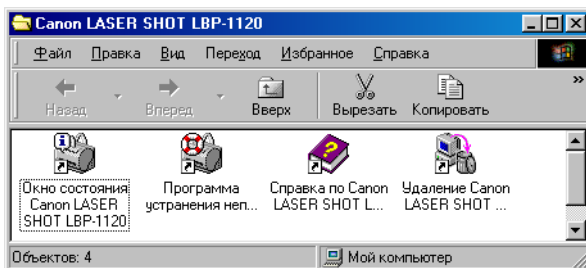 Canon LASER SHOT LBP-1120
Файл Правка Вид Переход Избранное Справка
Назад Вперед Вверх Вырезать Копировать »
Окно состояния
Canon LASER
SHOT LBP-1120
Программа
устранения неп...
Справка по Canon
LASER SHOT L...
Удаление Canon
LASER SHOT ...
Объектов: 4
Мой компьютер